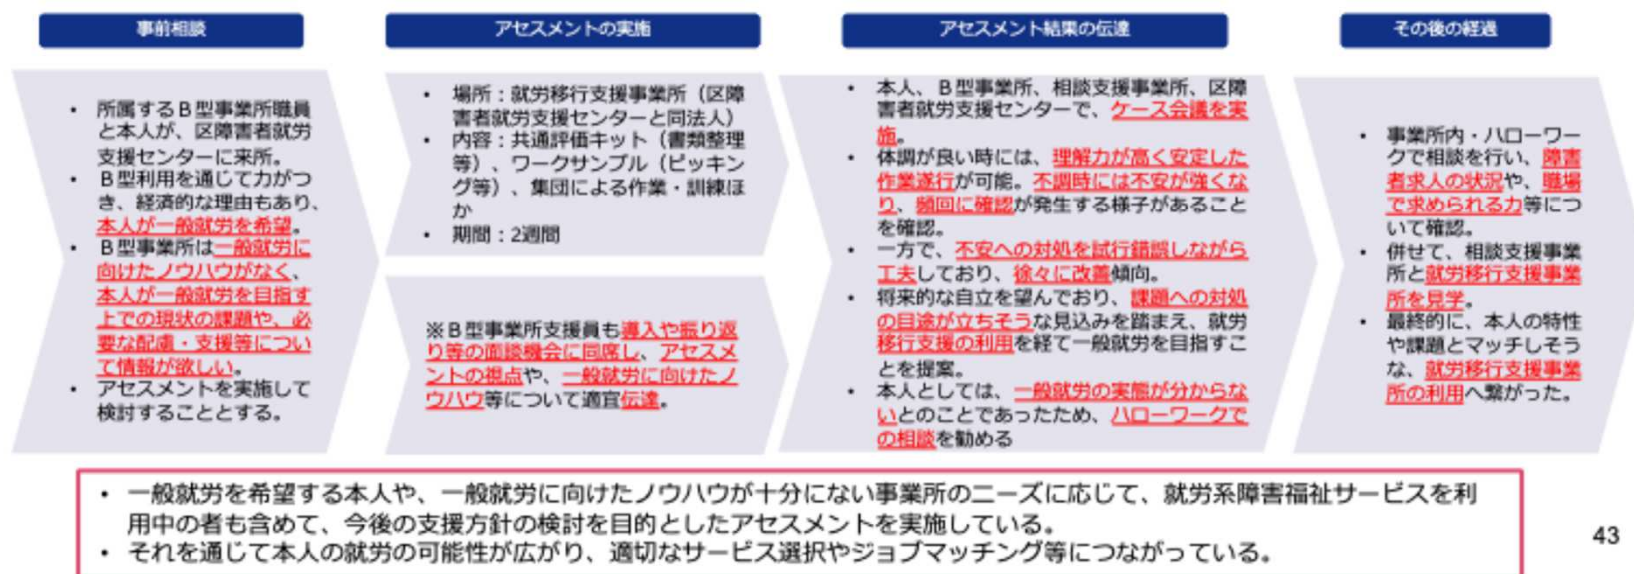 事前相談
・ 所属するB型事業所職員
と本人が、区障害者就労
支援センターに来所。
・ B型利用を通じて力がつ
き、経済的な理由もあり、
本人が一般就労を希望。
・ B型事業所は一般就労に
向けたノウハウがなく、
本人が一般就労を目指す
上での現状の課題や、必
要な配慮・支援等につい
て情報が欲しい。
・ アセスメントを実施して
検討することとする。
アセスメントの実施
・ 場所：就労移行支援事業所（区障
害者就労支援センターと同法人）
・ 内容：共通評価キット（書類整理
等）、ワークサンプル（ピッキン
グ等）、集団による作業・訓練ほ
か
・ 期間：2週間
※B型事業所支援員も導入や振り返
り等の面談機会に同席し、アセスメ
ントの視点や、一般就労に向けたノ
ウハウ等について適宜伝達。
アセスメント結果の伝達
・ 本人、B型事業所、相談支援事業所、区障
害者就労支援センターで、ケース会議を実
施。
・ 体調が良い時には、理解力が高く安定した
作業遂行が可能。不調時には不安が強くな
り、頻回に確認が発生する様子があること
を確認。
・ 一方で、不安への対処を試行錯誤しながら
工夫しており、徐々に改善傾向。
・ 将来的な自立を望んでおり、課題への対処
の目途が立ちそうな見込みを踏まえ、就労
移行支援の利用を経て一般就労を目指すこ
とを提案。
・ 本人としては、一般就労の実態が分からな
いとのことであったため、ハローワークで
の相談を勧める
その後の経過
・ 事業所内・ハローワー
クで相談を行い、障害
者求人の状況や、職場
で求められる力等につ
いて確認。
・ 併せて、相談支援事業
所と就労移行支援事業
所を見学。
・ 最終的に、本人の特性
や課題とマッチしそう
な、就労移行支援事業
所の利用へ繋がった。
・ 一般就労を希望する本人や、一般就労に向けたノウハウが十分にない事業所のニーズに応じて、就労系障害福祉サービスを利
用中の者も含めて、今後の支援方針の検討を目的としたアセスメントを実施している。
・ それを通じて本人の就労の可能性が広がり、適切なサービス選択やジョブマッチング等につながっている。
43